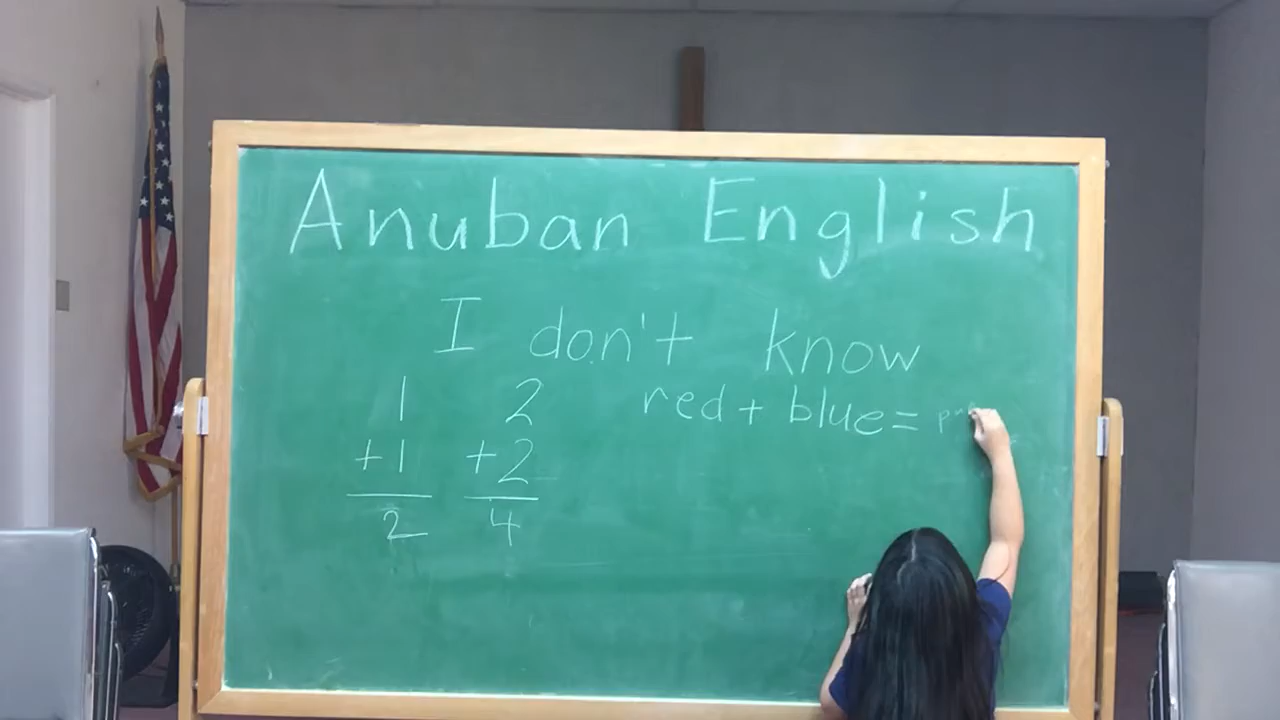 Anuban English
I don't know
1 2 red + blue =
+1 +2
2 4